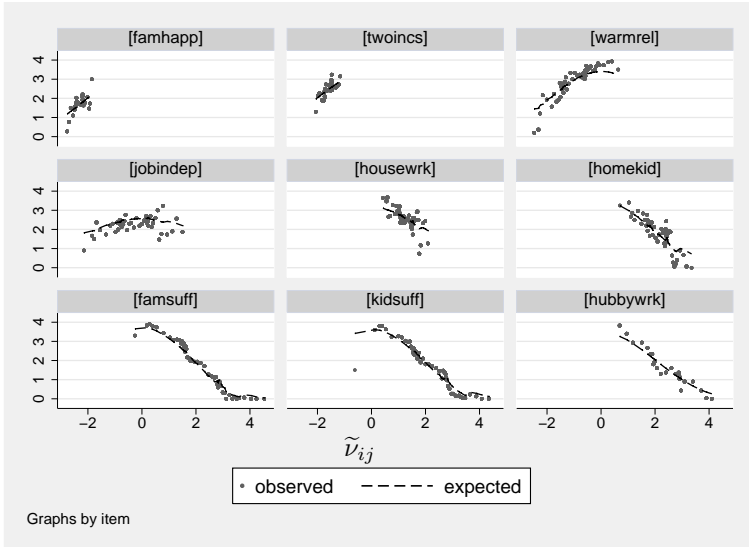 [famhapp] [twoincs] [warmrel]
4
3
2
1
0
[jobindep] [housewrk] [homekid]
4
3
2
1
0
[famsuff] [kidsuff] [hubbywrk]
4
3
2
1
0
−2 0 2 4 −2 0 2 4 −2 0 2 4
ν̃ij
observed expected
Graphs by item